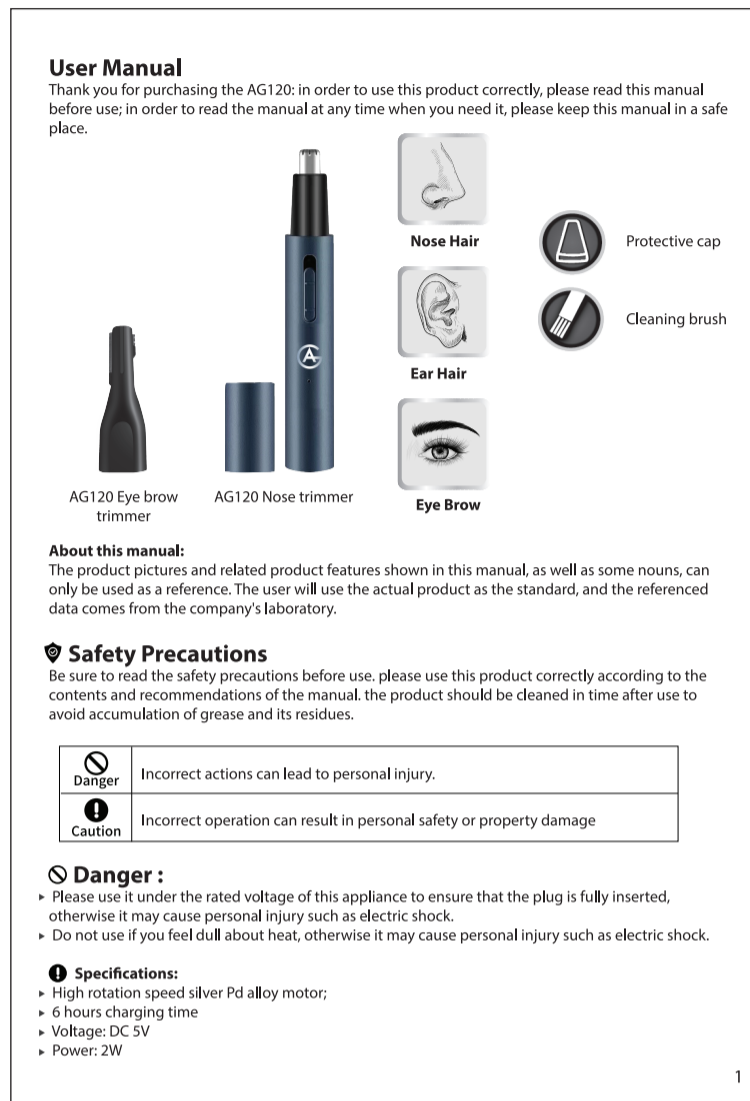 User Manual
Thank you for purchasing the AG120: in order to use this product correctly, please read this manual
before use; in order to read the manual at any time when you need it, please keep this manual in a safe
place.
Nose Hair
Protective cap
Cleaning brush
Ear Hair
AG120 Eye brow
trimmer
AG120 Nose trimmer
Eye Brow
About this manual:
The product pictures and related product features shown in this manual, as well as some nouns, can
only be used as a reference. The user will use the actual product as the standard, and the referenced
data comes from the company's laboratory.
Safety Precautions
Be sure to read the safety precautions before use. please use this product correctly according to the
contents and recommendations of the manual. the product should be cleaned in time after use to
avoid accumulation of grease and its residues.
Danger
Incorrect actions can lead to personal injury.
Caution
Incorrect operation can result in personal safety or property damage
Danger :
▸ Please use it under the rated voltage of this appliance to ensure that the plug is fully inserted,
otherwise it may cause personal injury such as electric shock.
▸ Do not use if you feel dull about heat, otherwise it may cause personal injury such as electric shock.
Specifications:
▸ High rotation speed silver Pd alloy motor;
▸ 6 hours charging time
▸ Voltage: DC 5V
▸ Power: 2W
1